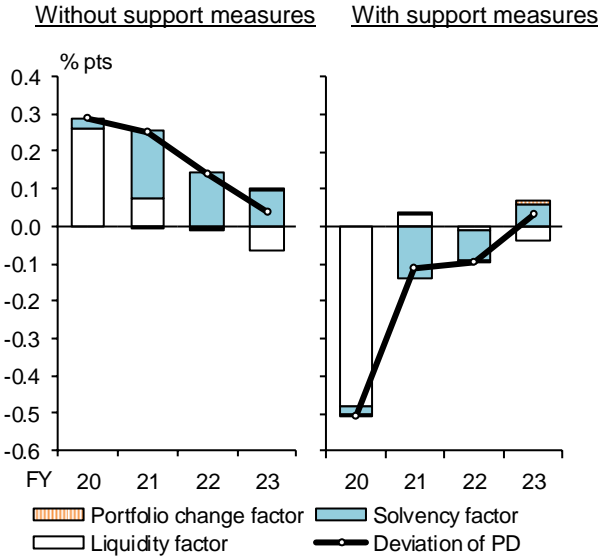 Without support measures
With support measures
% pts
0.4
0.3
0.2
0.1
0.0
-0.1
-0.2
-0.3
-0.4
-0.5
-0.6
FY 20 21 22 23 20 21 22 23
Portfolio change factor Solvency factor
Liquidity factor Deviation of PD